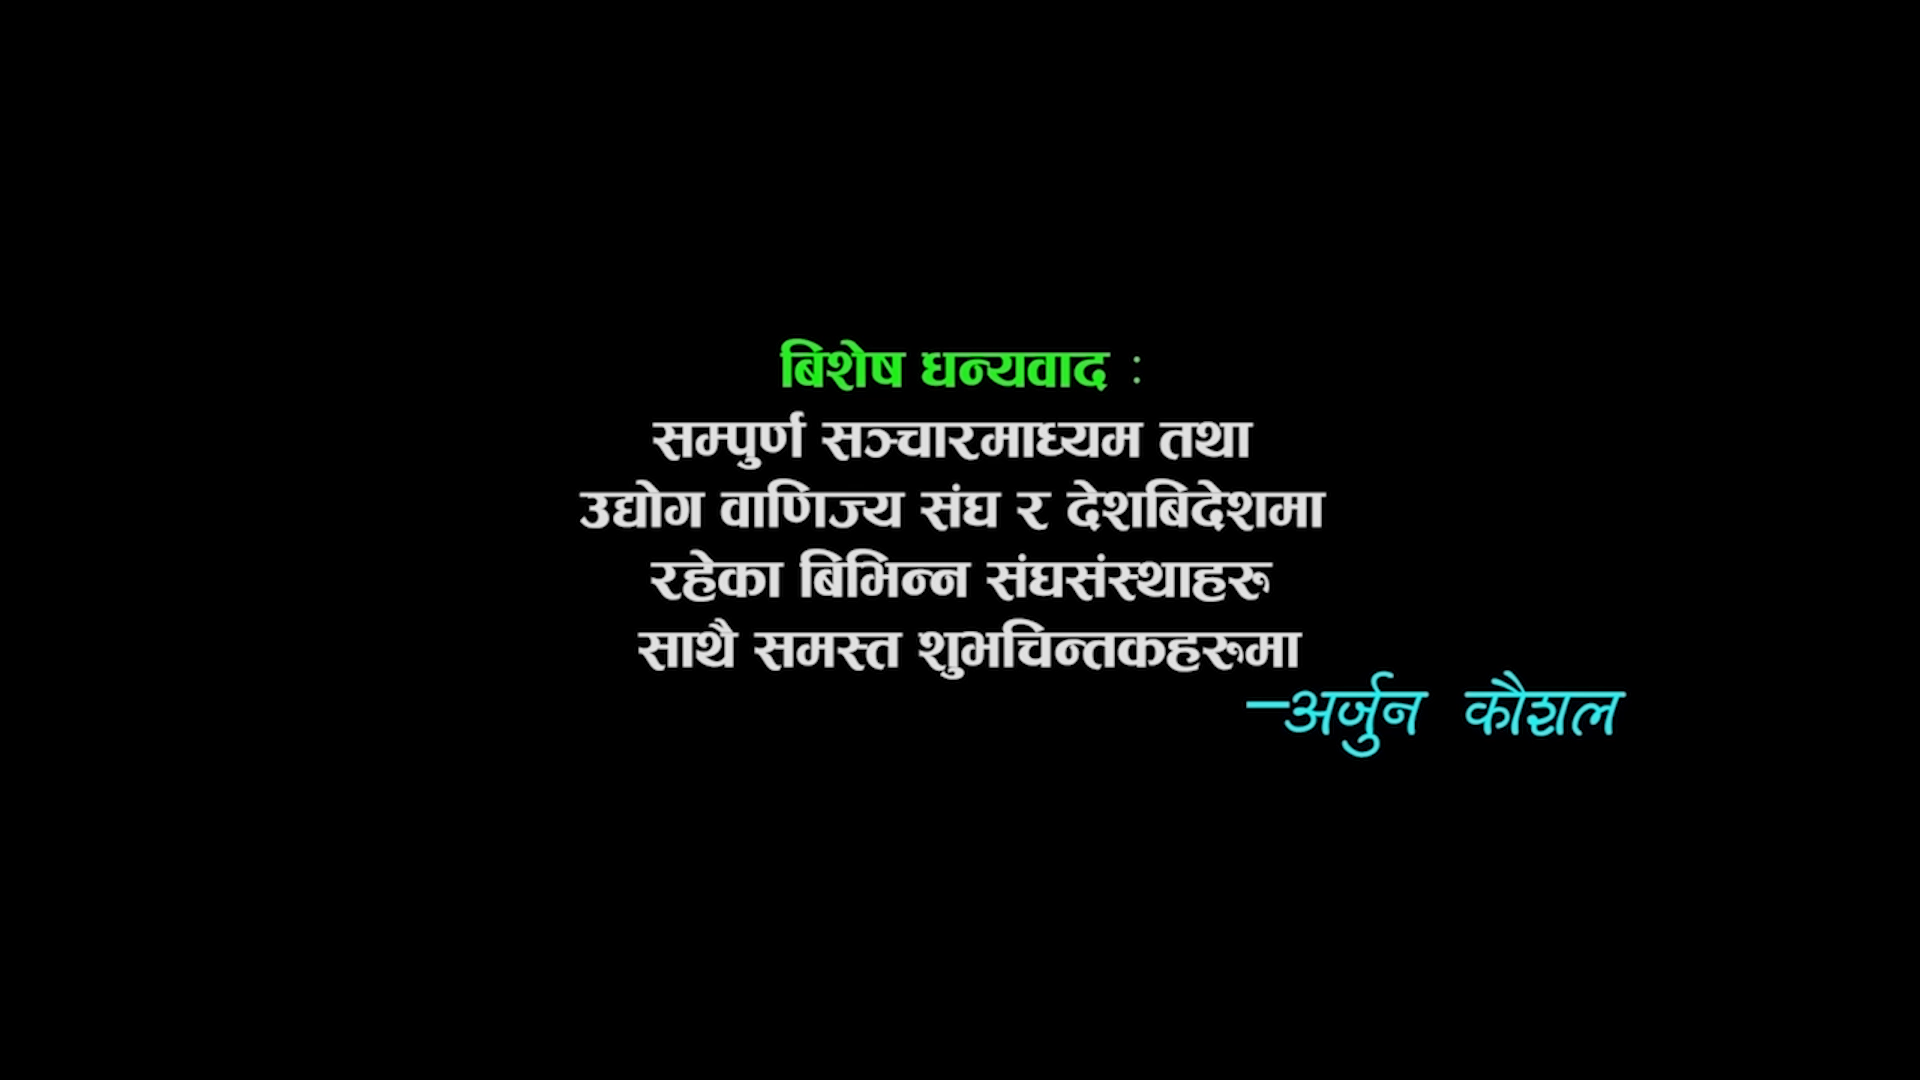 बिशेष धन्यवाद :
सम्पुर्ण सञ्चारमाध्यम तथा
उद्योग वाणिज्य संघ र देशबिदेशमा
रहेका बिभिन्न संघसंस्थाहरु
साथै समस्त शुभचिन्तकहरुमा
–अर्जुन कौशल